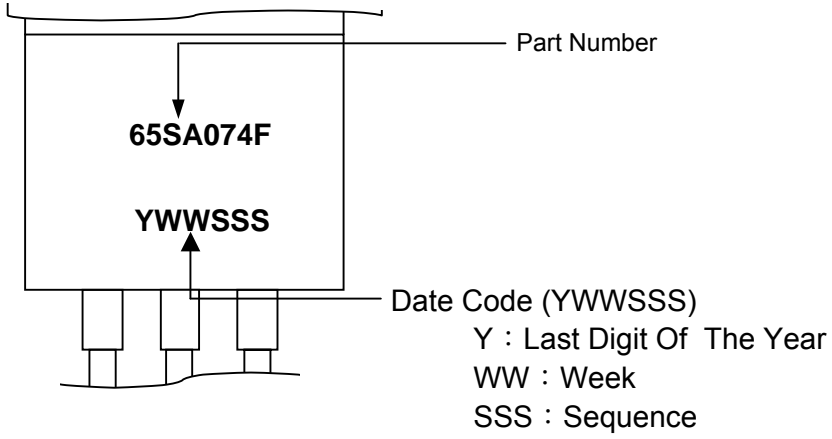 Part Number
65SA074F
YWWSSS
Date Code (YWWSSS)
Y：Last Digit Of The Year
WW：Week
SSS：Sequence